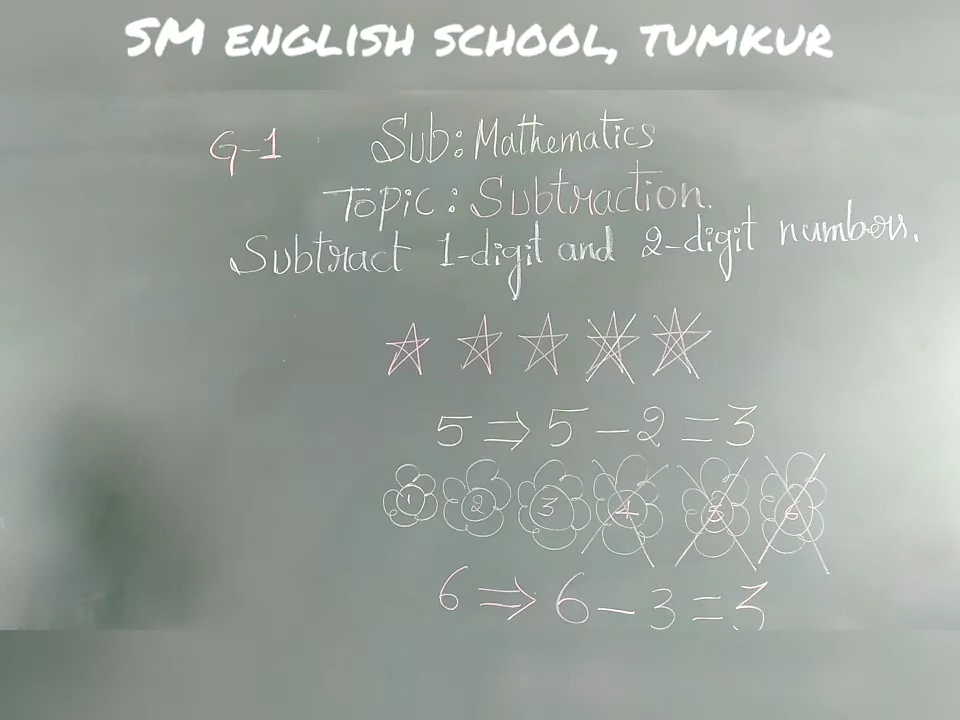 SM ENGLISH SCHOOL, TUMKUR
G-1 Sub: Mathematics
Topic: Subtraction.
Subtract 1-digit and 2-digit numbers.
5 ⇒ 5 - 2 = 3
1 2 3 4 5 6
6 ⇒ 6 - 3 = 3